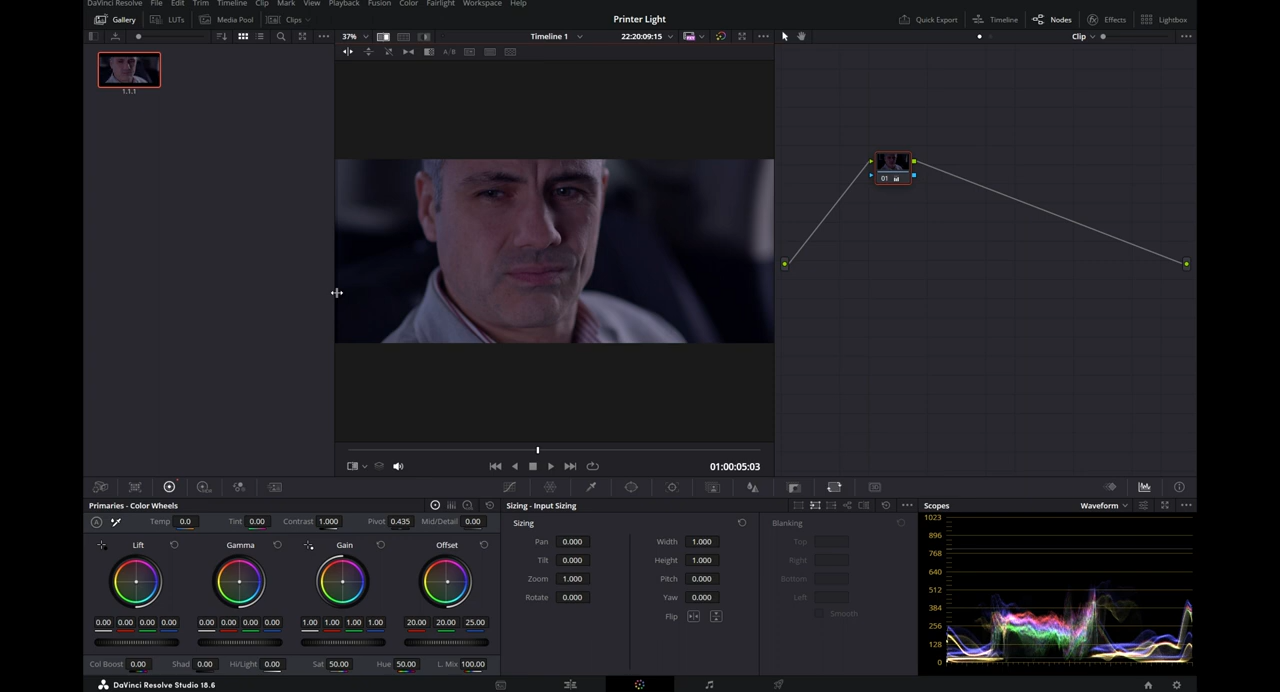 DaVinci Resolve File Edit Trim Timeline Clip Mark View Playback Fusion Color Fairlight Workspace Help
Gallery LUTs Media Pool Clips Printer Light Quick Export Timeline Nodes Effects Lightbox
37% Timeline 1 22:20:09:15 Clip
A/B
1.1.1
01
01:00:05:03
Primaries - Color Wheels
Temp 0.0 Tint 0.00 Contrast 1.000 Pivot 0.435 Mid/Detail 0.00
Lift Gamma Gain Offset
0.00 0.00 0.00 0.00 0.00 0.00 0.00 0.00 1.00 1.00 1.00 1.00 20.00 20.00 25.00
Col Boost 0.00 Shad 0.00 Hi/Light 0.00 Sat 50.00 Hue 50.00 L. Mix 100.00
Sizing - Input Sizing
Sizing
Pan 0.000 Width 1.000
Tilt 0.000 Height 1.000
Zoom 1.000 Pitch 0.000
Rotate 0.000 Yaw 0.000
Flip
Blanking
Top
Right
Bottom
Left
Smooth
Scopes Waveform
1023
896
768
640
512
384
256
128
0
DaVinci Resolve Studio 18.6